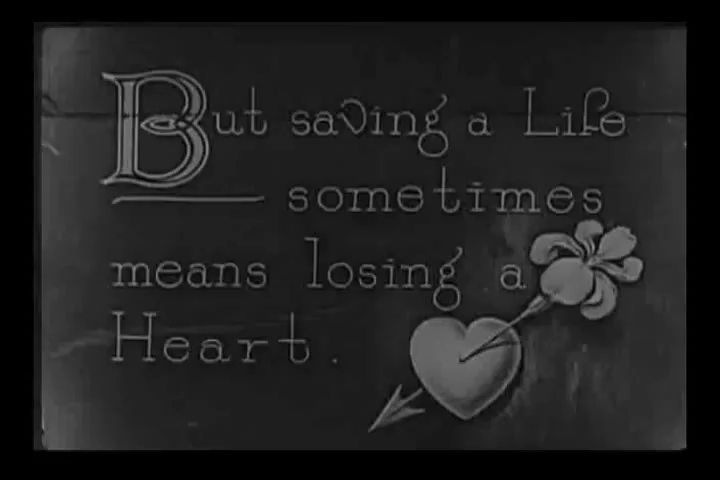 But saving a Life
sometimes
means losing a
Heart.